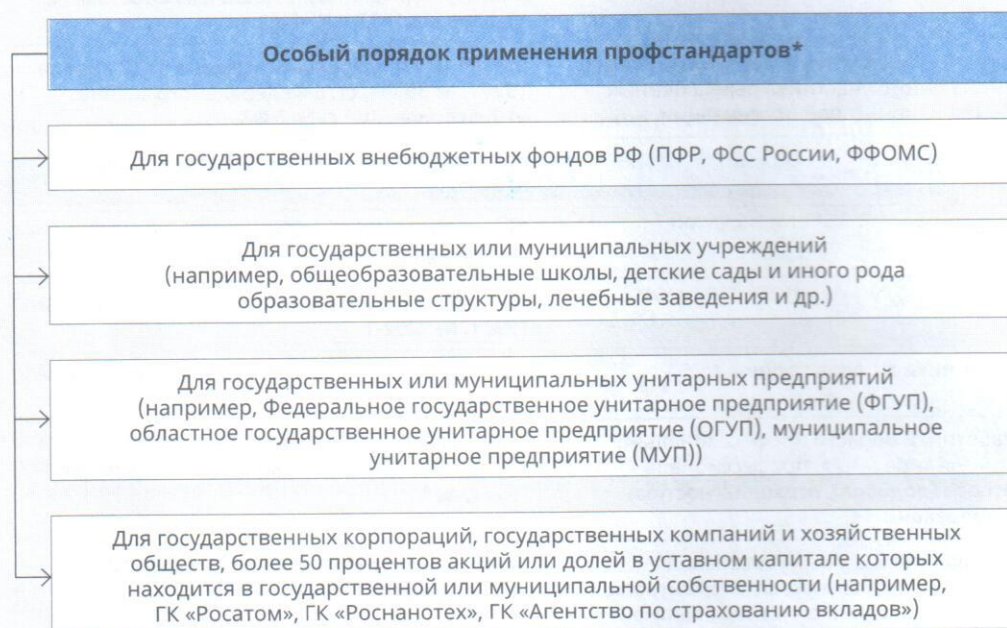 Особый порядок применения профстандартов*
Для государственных внебюджетных фондов РФ (ПФР, ФСС России, ФФОМС)
Для государственных или муниципальных учреждений
(например, общеобразовательные школы, детские сады и иного рода
образовательные структуры, лечебные заведения и др.)
Для государственных или муниципальных унитарных предприятий
(например, Федеральное государственное унитарное предприятие (ФГУП),
областное государственное унитарное предприятие (ОГУП), муниципальное
унитарное предприятие (МУП))
Для государственных корпораций, государственных компаний и хозяйственных
обществ, более 50 процентов акций или долей в уставном капитале которых
находится в государственной или муниципальной собственности (например,
ГК «Росатом», ГК «Роснанотех», ГК «Агентство по страхованию вкладов»)